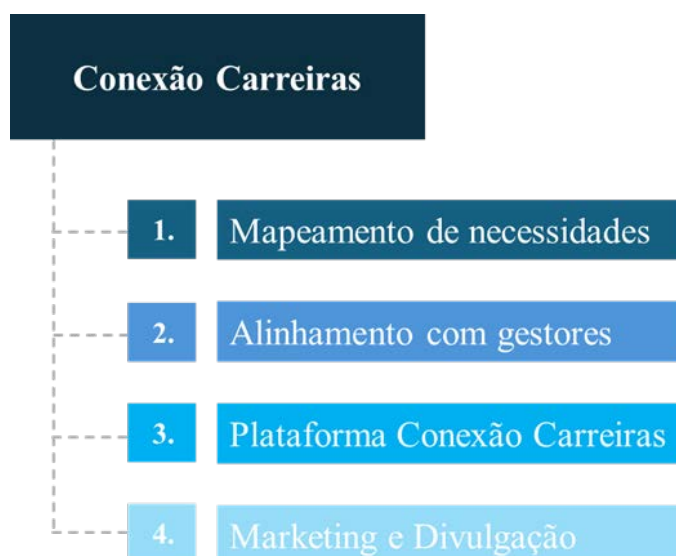 Conexão Carreiras
1. Mapeamento de necessidades
2. Alinhamento com gestores
3. Plataforma Conexão Carreiras
4. Marketing e Divulgação